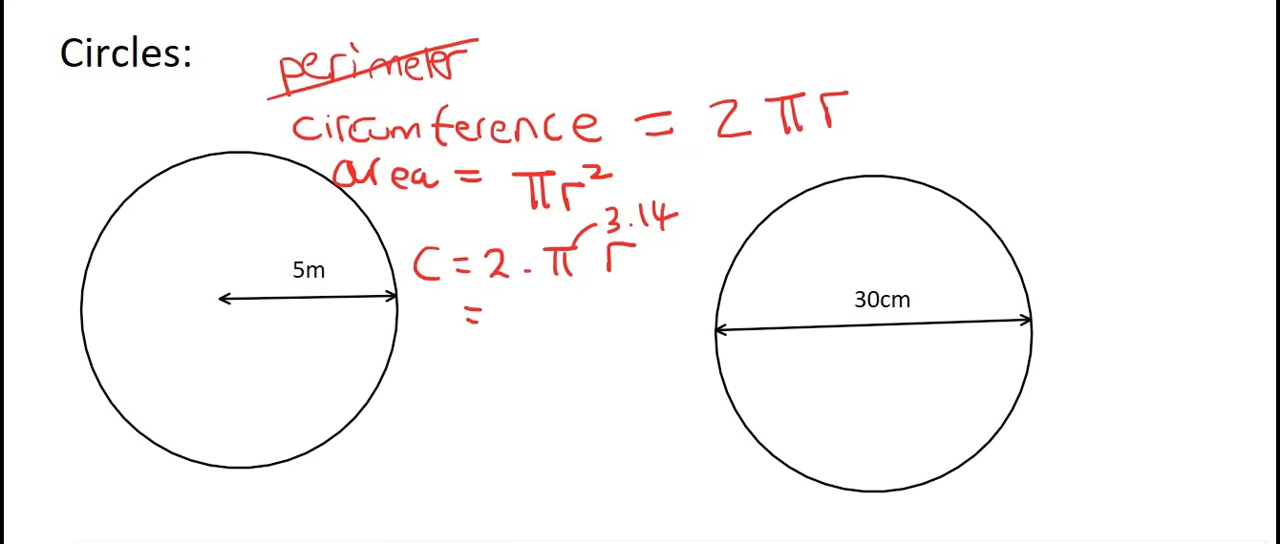 Circles:
perimeter
circumference = 2πr
area = πr²
3.14
C = 2 · π r
=
5m
30cm